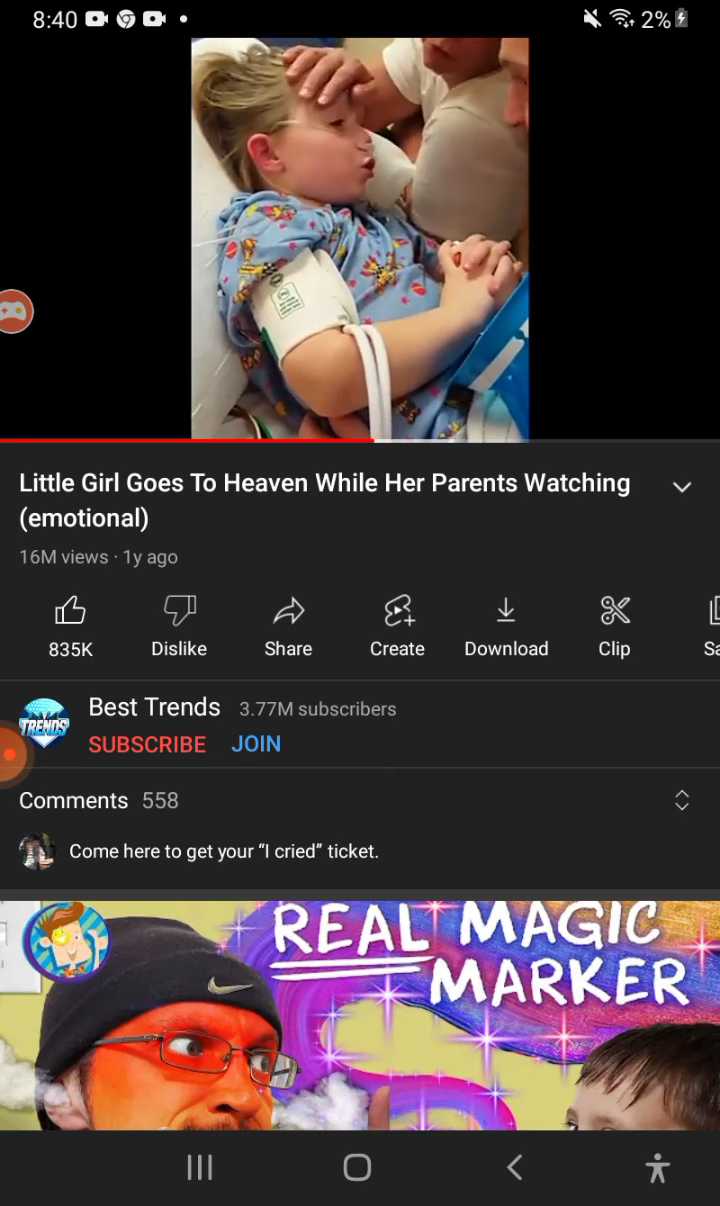 8:40
2%
Little Girl Goes To Heaven While Her Parents Watching
(emotional)
16M views · 1y ago
835K
Dislike
Share
Create
Download
Clip
Sa
TRENDS
Best Trends 3.77M subscribers
SUBSCRIBE JOIN
Comments 558
Come here to get your “I cried” ticket.
REAL MAGIC
MARKER